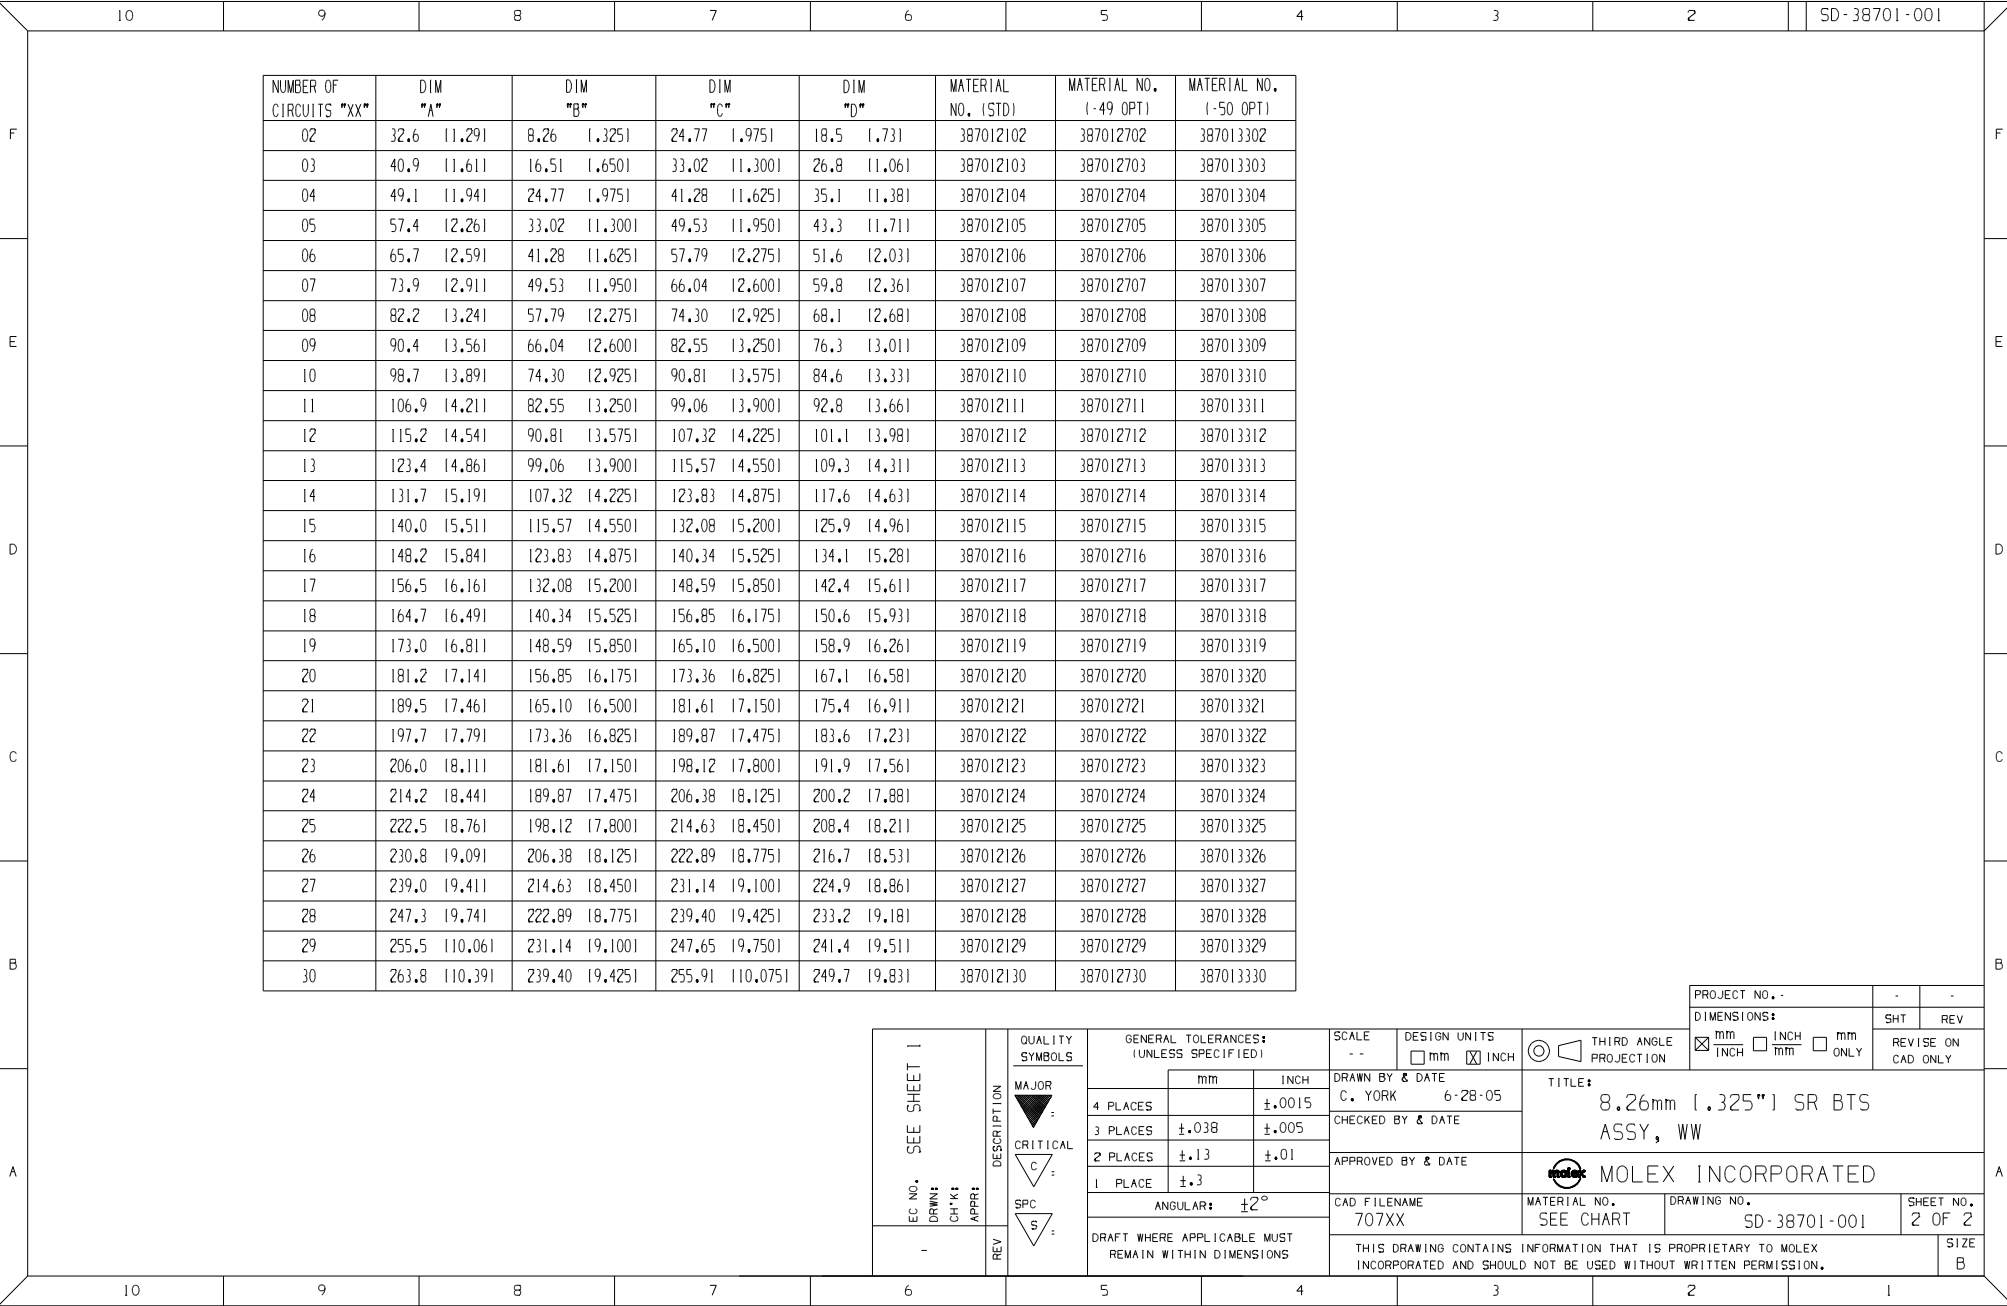 10 9 8 7 6 5 4 3 2 SD-38701-001
NUMBER OF CIRCUITS "XX" DIM "A" DIM "B" DIM "C" DIM "D" MATERIAL NO. (STD) MATERIAL NO. (-49 OPT) MATERIAL NO. (-50 OPT)
02 32.6 [1.29] 8.26 [.325] 24.77 [.975] 18.5 [.73] 387012102 387012702 387013302
03 40.9 [1.61] 16.51 [.650] 33.02 [1.300] 26.8 [1.06] 387012103 387012703 387013303
04 49.1 [1.94] 24.77 [.975] 41.28 [1.625] 35.1 [1.38] 387012104 387012704 387013304
05 57.4 [2.26] 33.02 [1.300] 49.53 [1.950] 43.3 [1.71] 387012105 387012705 387013305
06 65.7 [2.59] 41.28 [1.625] 57.79 [2.275] 51.6 [2.03] 387012106 387012706 387013306
07 73.9 [2.91] 49.53 [1.950] 66.04 [2.600] 59.8 [2.36] 387012107 387012707 387013307
08 82.2 [3.24] 57.79 [2.275] 74.30 [2.925] 68.1 [2.68] 387012108 387012708 387013308
09 90.4 [3.56] 66.04 [2.600] 82.55 [3.250] 76.3 [3.01] 387012109 387012709 387013309
10 98.7 [3.89] 74.30 [2.925] 90.81 [3.575] 84.6 [3.33] 387012110 387012710 387013310
11 106.9 [4.21] 82.55 [3.250] 99.06 [3.900] 92.8 [3.66] 387012111 387012711 387013311
12 115.2 [4.54] 90.81 [3.575] 107.32 [4.225] 101.1 [3.98] 387012112 387012712 387013312
13 123.4 [4.86] 99.06 [3.900] 115.57 [4.550] 109.3 [4.31] 387012113 387012713 387013313
14 131.7 [5.19] 107.32 [4.225] 123.83 [4.875] 117.6 [4.63] 387012114 387012714 387013314
15 140.0 [5.51] 115.57 [4.550] 132.08 [5.200] 125.9 [4.96] 387012115 387012715 387013315
16 148.2 [5.84] 123.83 [4.875] 140.34 [5.525] 134.1 [5.28] 387012116 387012716 387013316
17 156.5 [6.16] 132.08 [5.200] 148.59 [5.850] 142.4 [5.61] 387012117 387012717 387013317
18 164.7 [6.49] 140.34 [5.525] 156.85 [6.175] 150.6 [5.93] 387012118 387012718 387013318
19 173.0 [6.81] 148.59 [5.850] 165.10 [6.500] 158.9 [6.26] 387012119 387012719 387013319
20 181.2 [7.14] 156.85 [6.175] 173.36 [6.825] 167.1 [6.58] 387012120 387012720 387013320
21 189.5 [7.46] 165.10 [6.500] 181.61 [7.150] 175.4 [6.91] 387012121 387012721 387013321
22 197.7 [7.79] 173.36 [6.825] 189.87 [7.475] 183.6 [7.23] 387012122 387012722 387013322
23 206.0 [8.11] 181.61 [7.150] 198.12 [7.800] 191.9 [7.56] 387012123 387012723 387013323
24 214.2 [8.44] 189.87 [7.475] 206.38 [8.125] 200.2 [7.88] 387012124 387012724 387013324
25 222.5 [8.76] 198.12 [7.800] 214.63 [8.450] 208.4 [8.21] 387012125 387012725 387013325
26 230.8 [9.09] 206.38 [8.125] 222.89 [8.775] 216.7 [8.53] 387012126 387012726 387013326
27 239.0 [9.41] 214.63 [8.450] 231.14 [9.100] 224.9 [8.86] 387012127 387012727 387013327
28 247.3 [9.74] 222.89 [8.775] 239.40 [9.425] 233.2 [9.18] 387012128 387012728 387013328
29 255.5 [10.06] 231.14 [9.100] 247.65 [9.750] 241.4 [9.51] 387012129 387012729 387013329
30 263.8 [10.39] 239.40 [9.425] 255.91 [10.075] 249.7 [9.83] 387012130 387012730 387013330
F F
E E
D D
C C
B B
A A
PROJECT NO. - - -
DIMENSIONS: SHT REV
mm INCH INCH mm mm ONLY
REVISE ON
CAD ONLY
EC NO. SEE SHEET 1
DRWN:
CH'K:
APPR:
-
DESCRIPTION
REV
QUALITY
SYMBOLS
MAJOR
=
CRITICAL
C =
SPC
S =
GENERAL TOLERANCES:
(UNLESS SPECIFIED)
mm INCH
4 PLACES ±.0015
3 PLACES ±.038 ±.005
2 PLACES ±.13 ±.01
1 PLACE ±.3
ANGULAR: ±2°
DRAFT WHERE APPLICABLE MUST
REMAIN WITHIN DIMENSIONS
SCALE
--
DESIGN UNITS
mm INCH
THIRD ANGLE
PROJECTION
DRAWN BY & DATE
C. YORK 6-28-05
CHECKED BY & DATE
APPROVED BY & DATE
TITLE:
8.26mm [.325"] SR BTS
ASSY, WW
molex MOLEX INCORPORATED
CAD FILENAME
707XX
MATERIAL NO.
SEE CHART
DRAWING NO.
SD-38701-001
SHEET NO.
2 OF 2
THIS DRAWING CONTAINS INFORMATION THAT IS PROPRIETARY TO MOLEX
INCORPORATED AND SHOULD NOT BE USED WITHOUT WRITTEN PERMISSION.
SIZE
B
10 9 8 7 6 5 4 3 2 1